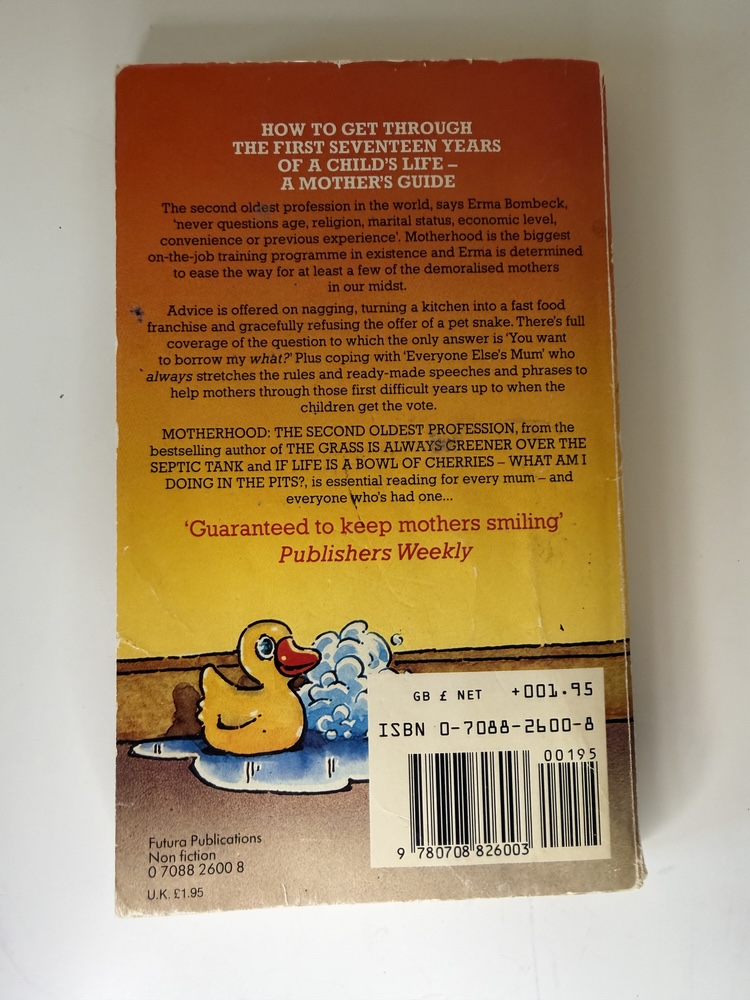 HOW TO GET THROUGH
THE FIRST SEVENTEEN YEARS
OF A CHILD'S LIFE –
A MOTHER'S GUIDE
The second oldest profession in the world, says Erma Bombeck,
'never questions age, religion, marital status, economic level,
convenience or previous experience'. Motherhood is the biggest
on-the-job training programme in existence and Erma is determined
to ease the way for at least a few of the demoralised mothers
in our midst.
Advice is offered on nagging, turning a kitchen into a fast food
franchise and gracefully refusing the offer of a pet snake. There's full
coverage of the question to which the only answer is 'You want
to borrow my what?' Plus coping with 'Everyone Else's Mum' who
always stretches the rules and ready-made speeches and phrases to
help mothers through those first difficult years up to when the
children get the vote.
MOTHERHOOD: THE SECOND OLDEST PROFESSION, from the
bestselling author of THE GRASS IS ALWAYS GREENER OVER THE
SEPTIC TANK and IF LIFE IS A BOWL OF CHERRIES – WHAT AM I
DOING IN THE PITS?, is essential reading for every mum – and
everyone who's had one...
'Guaranteed to keep mothers smiling'
Publishers Weekly
GB £ NET +001.95
ISBN 0-7088-2600-8
00195
9 780708 826003
Futura Publications
Non fiction
0 7088 2600 8
U.K. £1.95